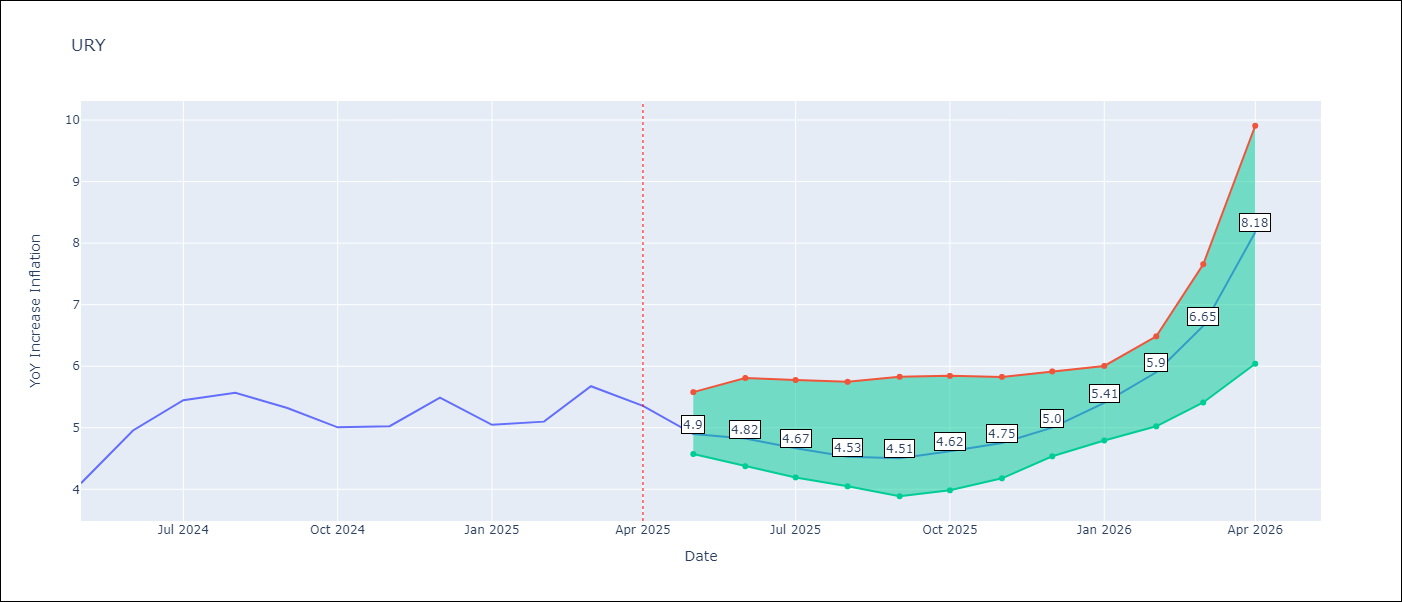 URY
YoY Increase Inflation
10
9
8
7
6
5
4
4.9
4.82
4.67
4.53
4.51
4.62
4.75
5.0
5.41
5.9
6.65
8.18
Jul 2024
Oct 2024
Jan 2025
Apr 2025
Jul 2025
Oct 2025
Jan 2026
Apr 2026
Date